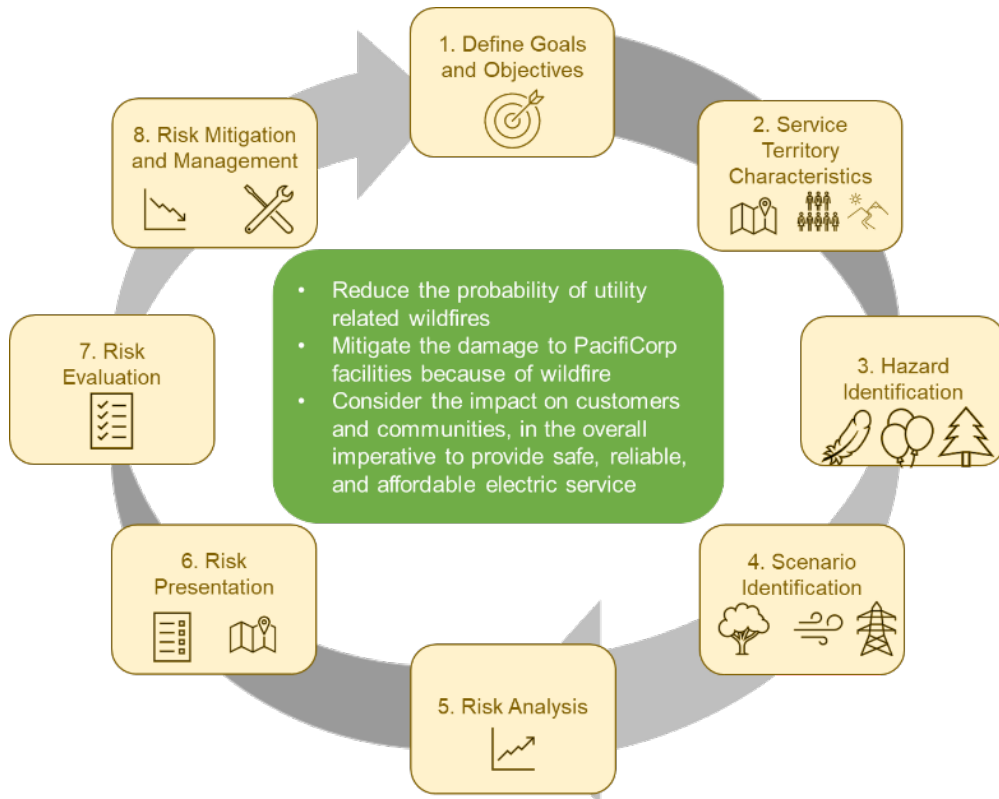 1. Define Goals
and Objectives
2. Service
Territory
Characteristics
3. Hazard
Identification
4. Scenario
Identification
5. Risk Analysis
6. Risk
Presentation
7. Risk
Evaluation
8. Risk Mitigation
and Management
• Reduce the probability of utility
related wildfires
• Mitigate the damage to PacifiCorp
facilities because of wildfire
• Consider the impact on customers
and communities, in the overall
imperative to provide safe, reliable,
and affordable electric service